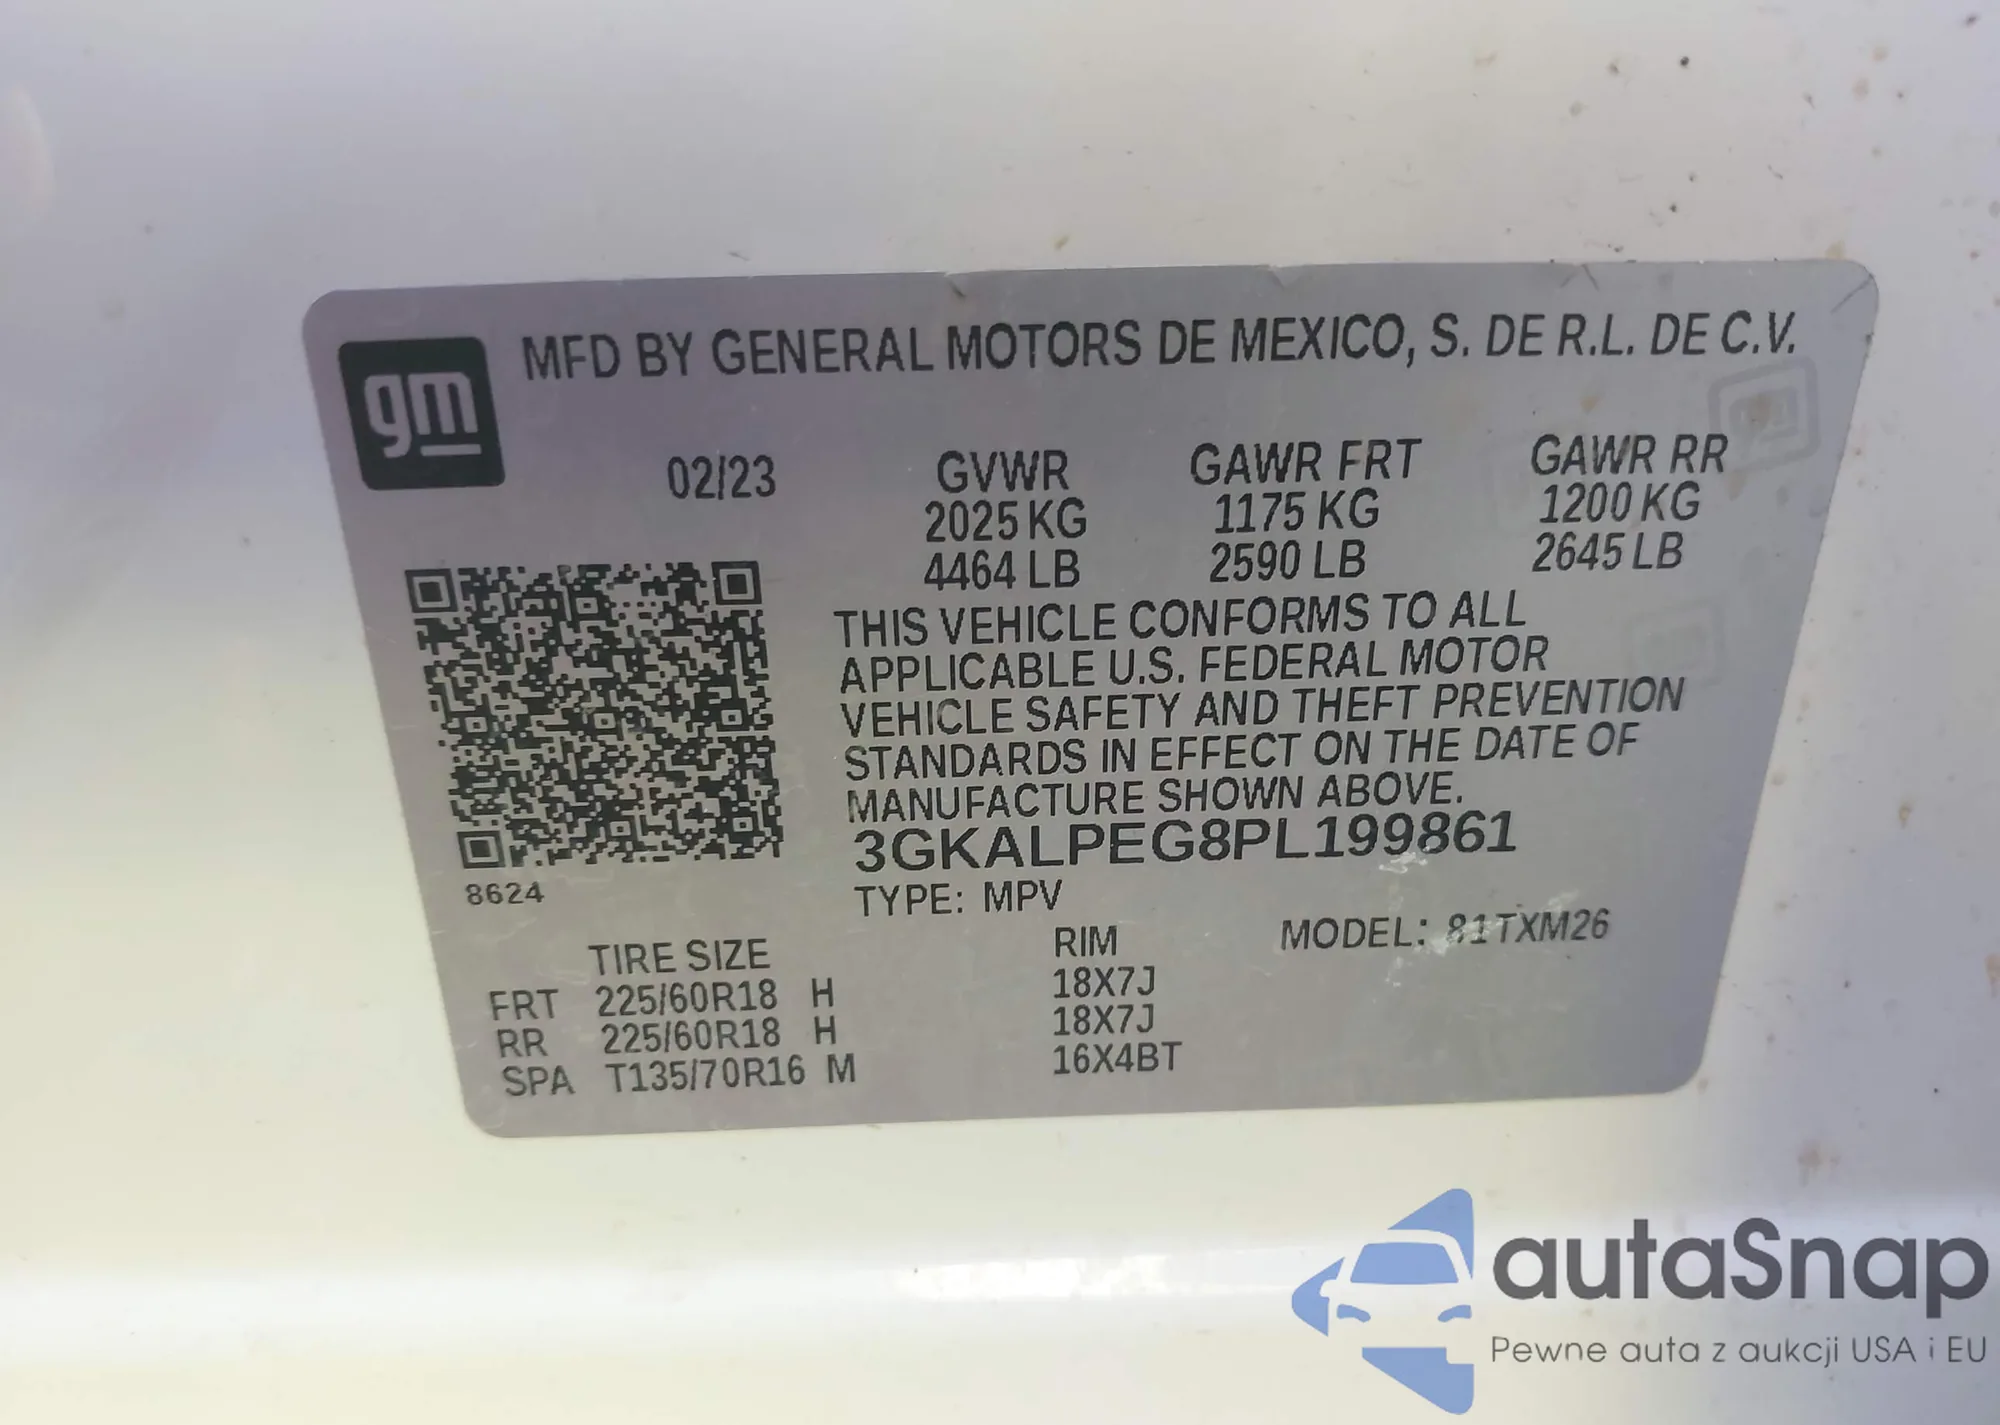 gm
MFD BY GENERAL MOTORS DE MEXICO, S. DE R.L. DE C.V.
02/23 GVWR GAWR FRT GAWR RR
2025 KG 1175 KG 1200 KG
4464 LB 2590 LB 2645 LB
THIS VEHICLE CONFORMS TO ALL
APPLICABLE U.S. FEDERAL MOTOR
VEHICLE SAFETY AND THEFT PREVENTION
STANDARDS IN EFFECT ON THE DATE OF
MANUFACTURE SHOWN ABOVE.
3GKALPEG8PL199861
8624
TYPE: MPV
MODEL: 81TXM26
TIRE SIZE RIM
FRT 225/60R18 H 18X7J
RR 225/60R18 H 18X7J
SPA T135/70R16 M 16X4BT
autaSnap
Pewne auta z aukcji USA i EU